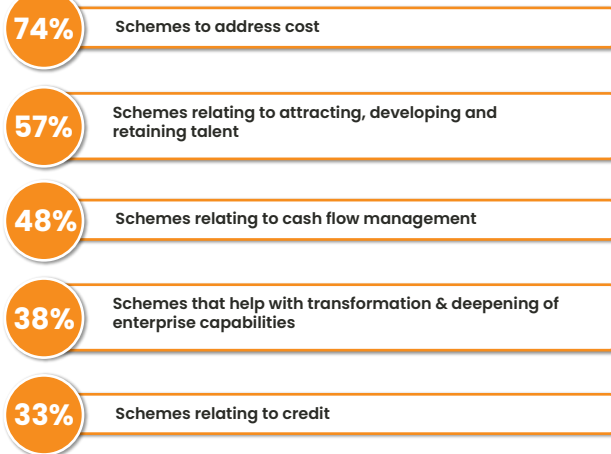 74%
Schemes to address cost
57%
Schemes relating to attracting, developing and
retaining talent
48%
Schemes relating to cash flow management
38%
Schemes that help with transformation & deepening of
enterprise capabilities
33%
Schemes relating to credit